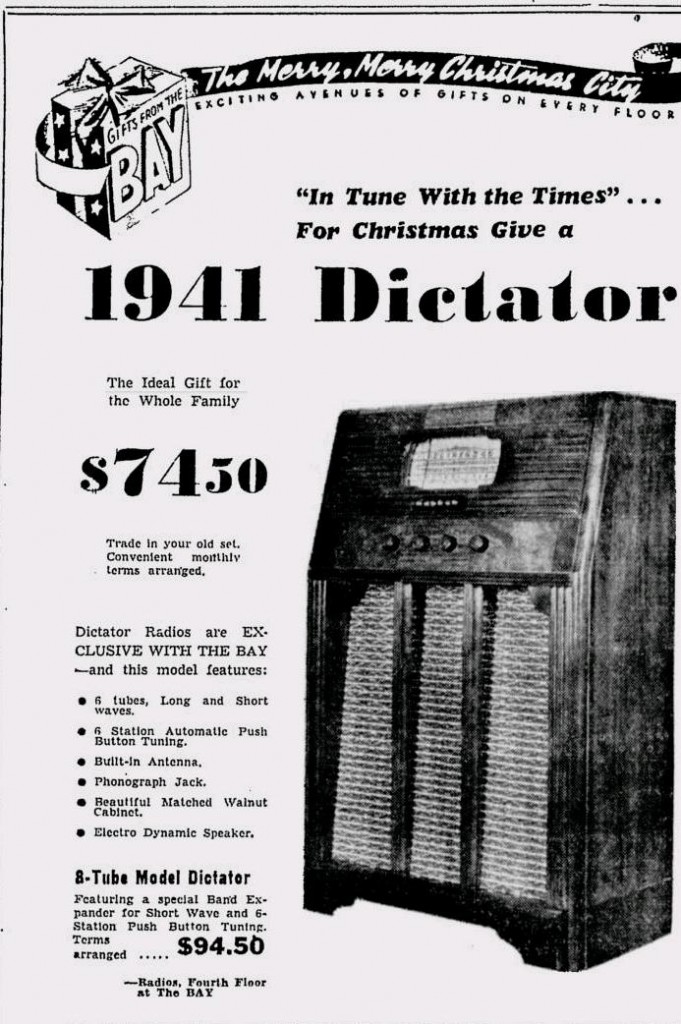 The Merry, Merry Christmas City
EXCITING AVENUES OF GIFTS ON EVERY FLOOR
GIFTS FROM THE
BAY
"In Tune With the Times" ...
For Christmas Give a
1941 Dictator
The Ideal Gift for
the Whole Family
$74.50
Trade in your old set.
Convenient monthly
terms arranged.
Dictator Radios are EX-
CLUSIVE WITH THE BAY
—and this model features:
● 6 tubes, Long and Short
waves.
● 6 Station Automatic Push
Button Tuning.
● Built-in Antenna.
● Phonograph Jack.
● Beautiful Matched Walnut
Cabinet.
● Electro Dynamic Speaker.
8-Tube Model Dictator
Featuring a special Band Ex-
pander for Short Wave and 6-
Station Push Button Tuning.
Terms
arranged ..... $94.50
—Radios, Fourth Floor
at The BAY